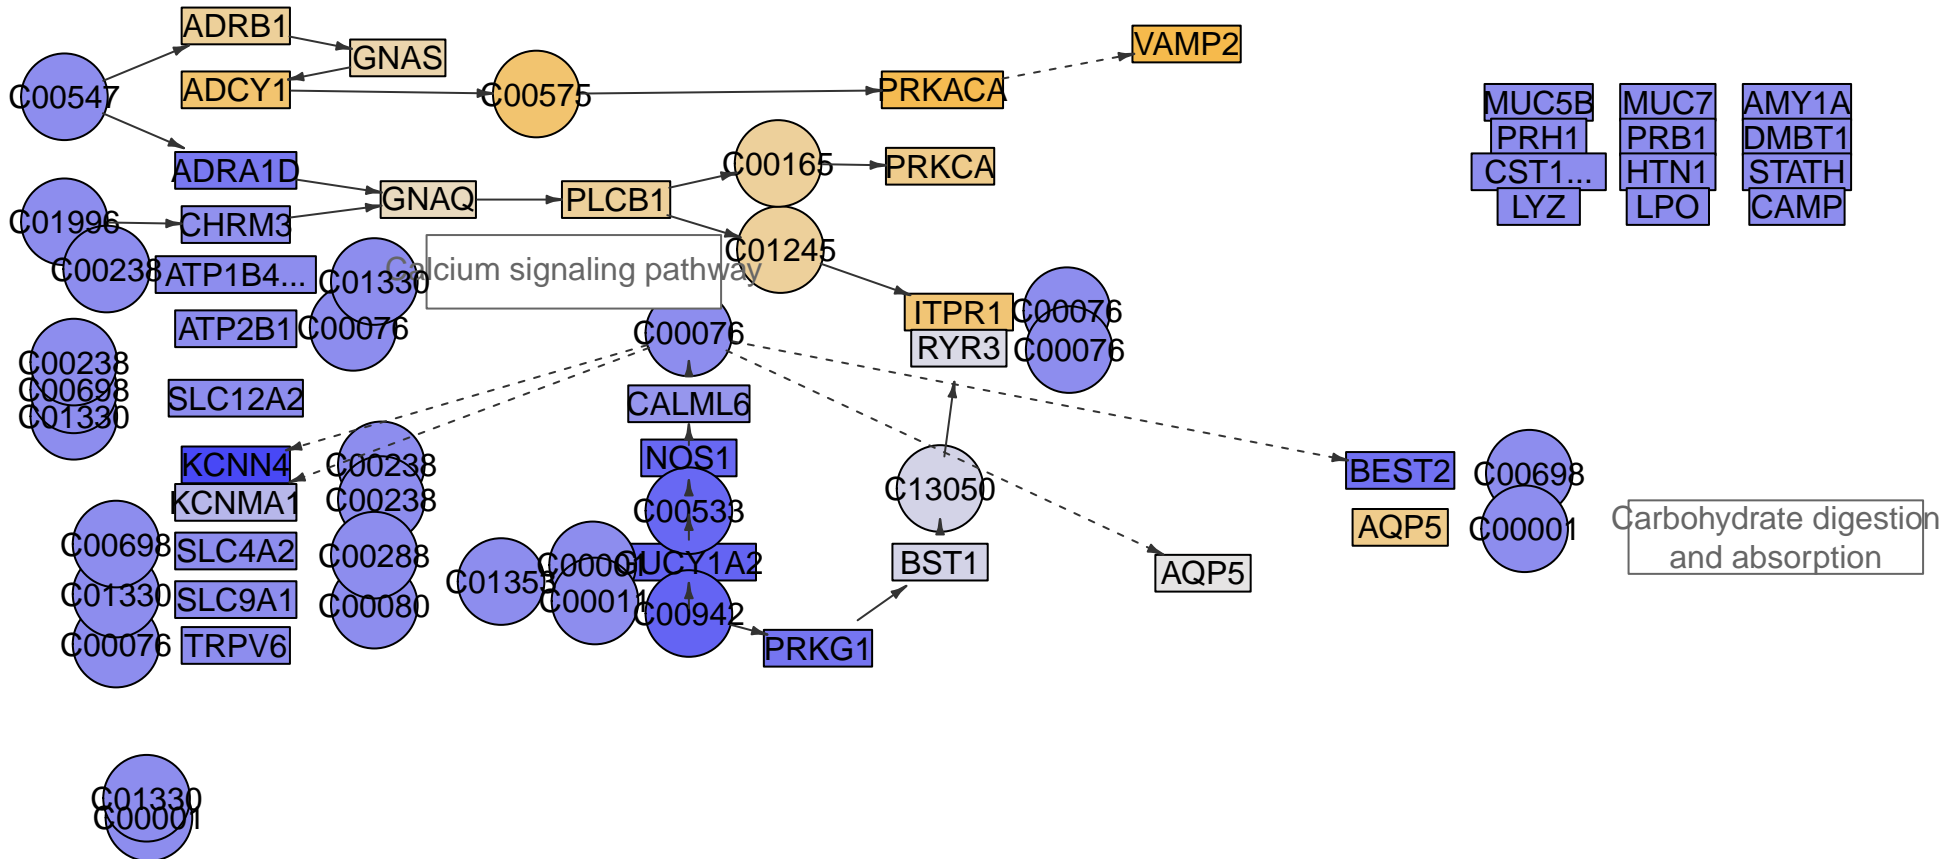 ADRB1
GNAS
VAMP2
C00547
ADCY1
C00575
PRKACA
MUC5B
MUC7
AMY1A
PRH1
PRB1
DMBT1
ADRA1D
C00165
PRKCA
CST1...
HTN1
STATH
GNAQ
PLCB1
LYZ
LPO
CAMP
C01996
CHRM3
C01245
C00238
ATP1B4...
C01330
Calcium signaling pathway
ITPR1
C00076
ATP2B1
C00076
C00076
RYR3
C00076
C00238
C00698
C01330
SLC12A2
CALML6
KCNN4
C00238
NOS1
BEST2
C00698
KCNMA1
C00238
C00533
C13050
AQP5
C00001
Carbohydrate digestion
and absorption
C00698
SLC4A2
C00288
C00001
GUCY1A2
BST1
AQP5
C01353
C01330
SLC9A1
C00080
C00011
C00942
C00076
TRPV6
PRKG1
C01330
C00001